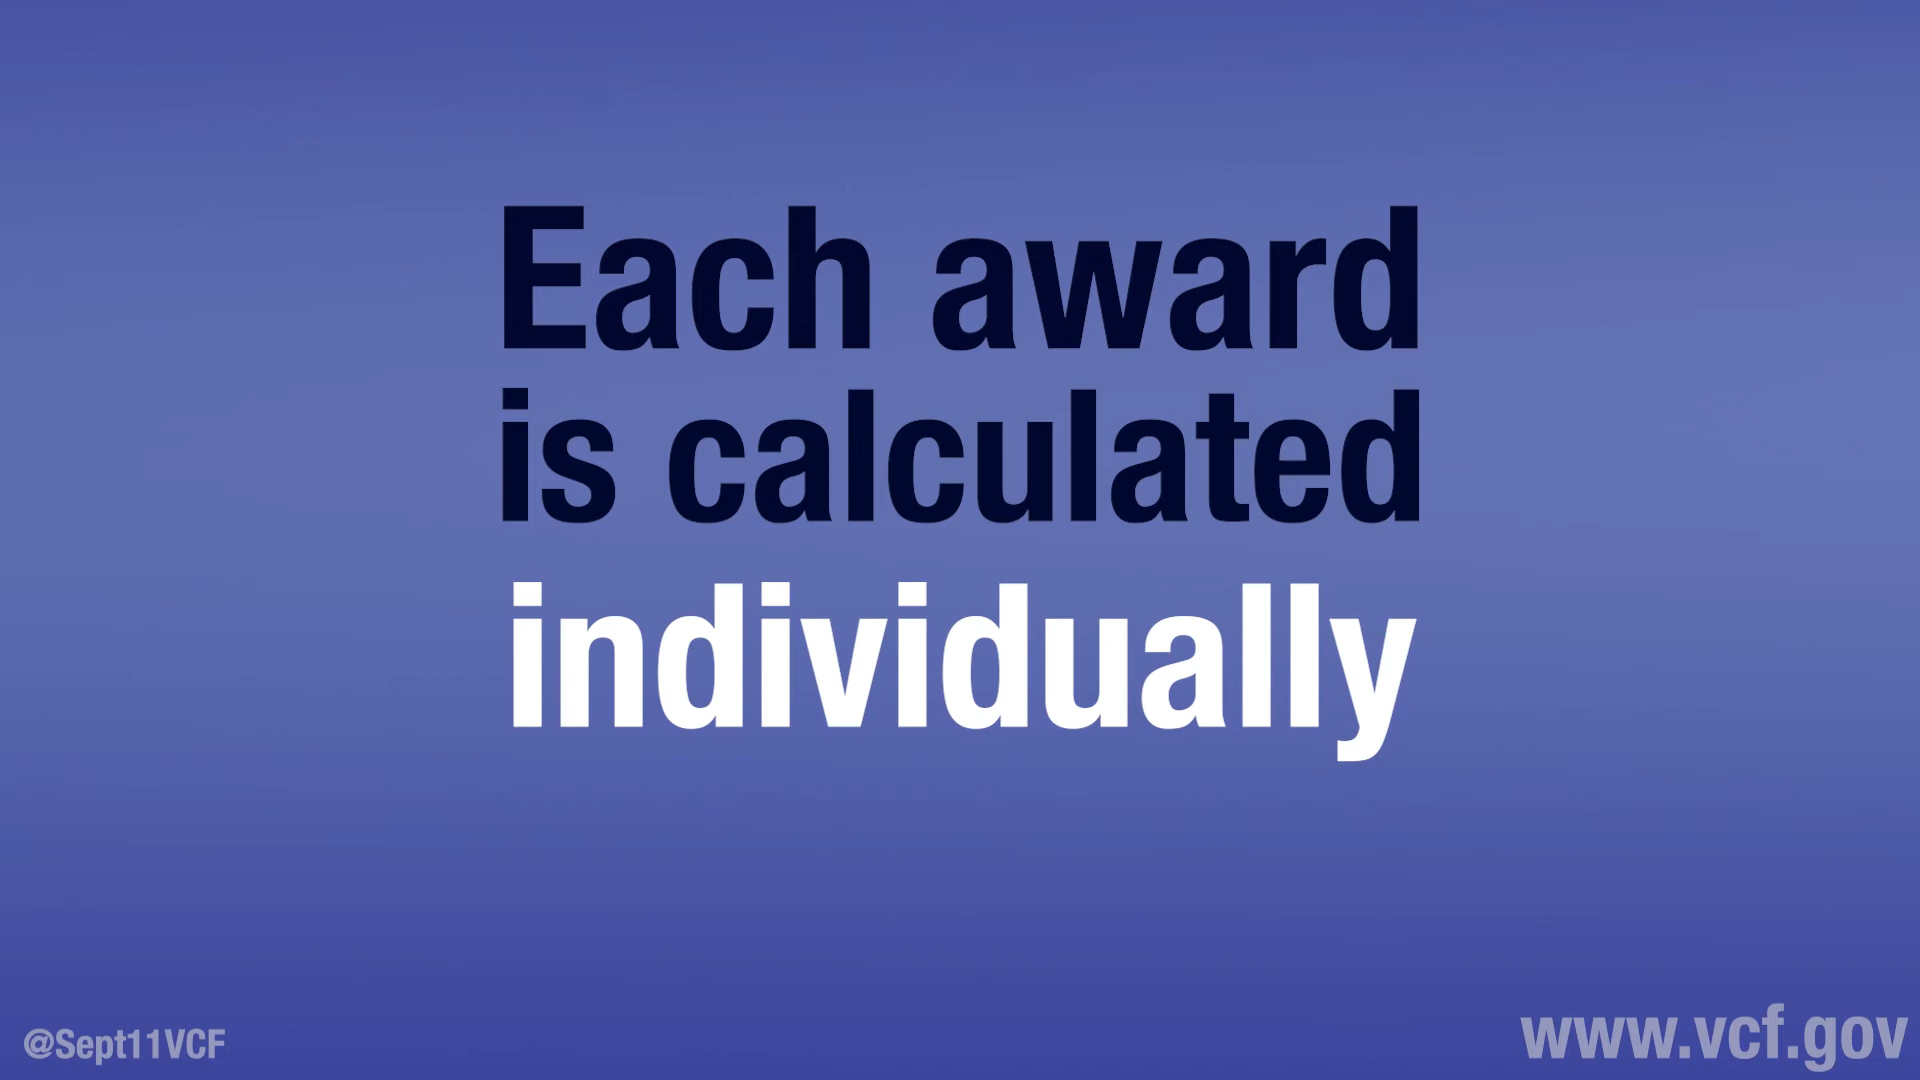 Each award
is calculated
individually
@Sept11VCF
www.vcf.gov